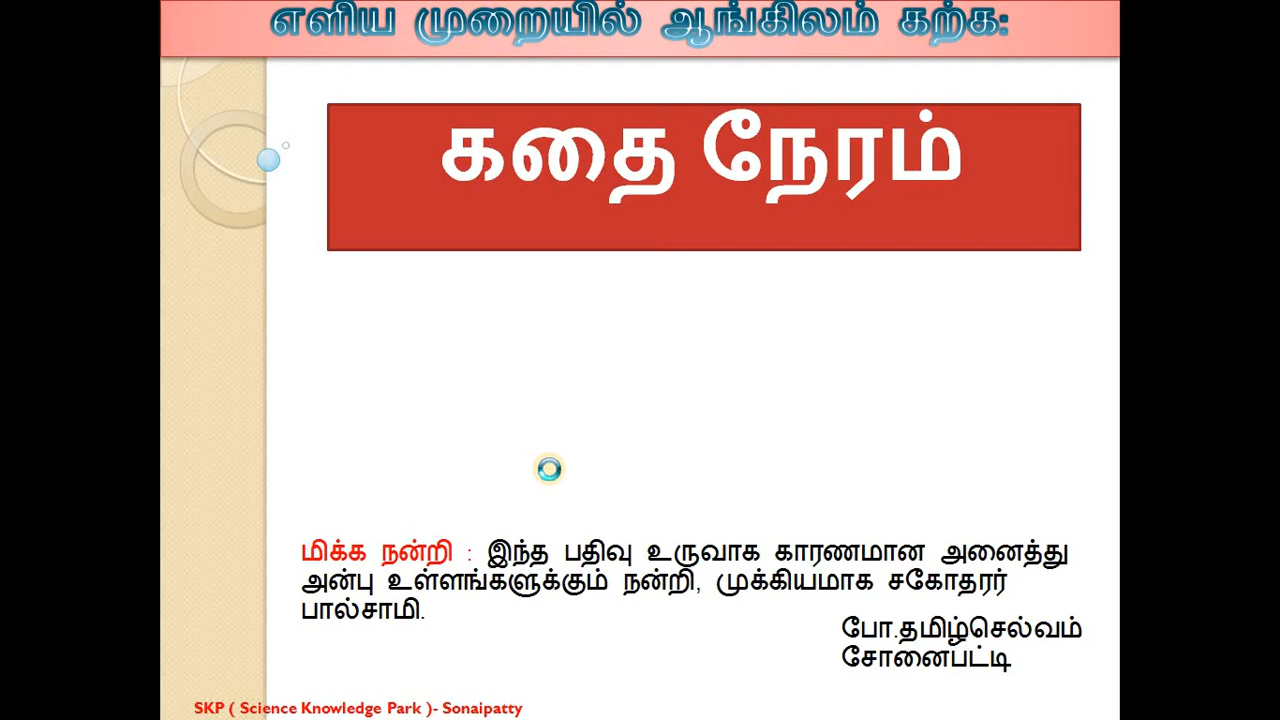 எளிய முறையில் ஆங்கிலம் கற்க:
கதை நேரம்
மிக்க நன்றி : இந்த பதிவு உருவாக காரணமான அனைத்து
அன்பு உள்ளங்களுக்கும் நன்றி, முக்கியமாக சகோதரர்
பால்சாமி.
போ.தமிழ்செல்வம்
சோனைபட்டி
SKP ( Science Knowledge Park )- Sonaipatty